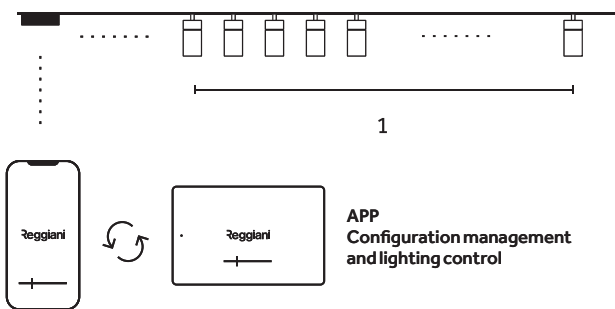 1
Reggiani
Reggiani
APP
Configuration management
and lighting control